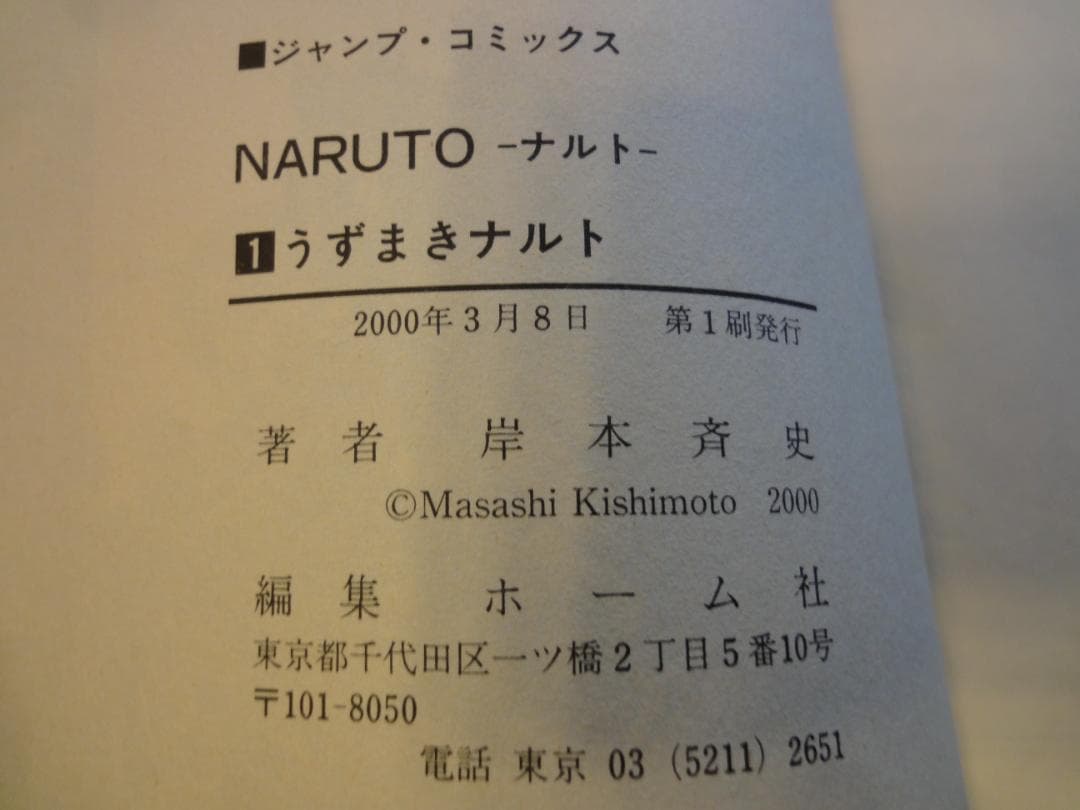 ■ジャンプ・コミックス
NARUTO -ナルト-
1 うずまきナルト
2000年3月8日 第1刷発行
著者 岸本斉史
©Masashi Kishimoto 2000
編集 ホーム社
東京都千代田区一ツ橋2丁目5番10号
〒101-8050
電話 東京 03 (5211) 2651